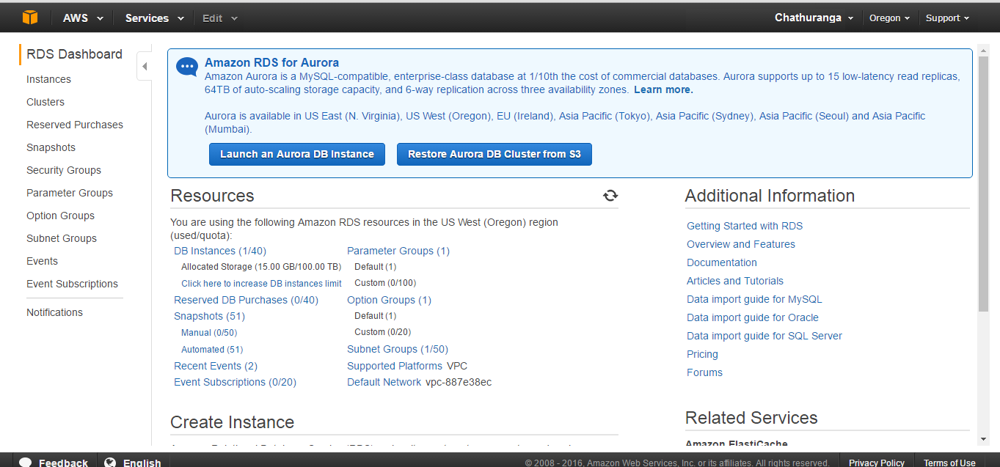 AWS Services Edit Chathuranga Oregon Support
RDS Dashboard
Instances
Clusters
Reserved Purchases
Snapshots
Security Groups
Parameter Groups
Option Groups
Subnet Groups
Events
Event Subscriptions
Notifications
Amazon RDS for Aurora
Amazon Aurora is a MySQL-compatible, enterprise-class database at 1/10th the cost of commercial databases. Aurora supports up to 15 low-latency read replicas,
64TB of auto-scaling storage capacity, and 6-way replication across three availability zones. Learn more.
Aurora is available in US East (N. Virginia), US West (Oregon), EU (Ireland), Asia Pacific (Tokyo), Asia Pacific (Sydney), Asia Pacific (Seoul) and Asia Pacific
(Mumbai).
Launch an Aurora DB Instance Restore Aurora DB Cluster from S3
Resources
You are using the following Amazon RDS resources in the US West (Oregon) region
(used/quota):
DB Instances (1/40)
Allocated Storage (15.00 GB/100.00 TB)
Click here to increase DB instances limit
Reserved DB Purchases (0/40)
Snapshots (51)
Manual (0/50)
Automated (51)
Recent Events (2)
Event Subscriptions (0/20)
Parameter Groups (1)
Default (1)
Custom (0/100)
Option Groups (1)
Default (1)
Custom (0/20)
Subnet Groups (1/50)
Supported Platforms VPC
Default Network vpc-887e38ec
Create Instance
Additional Information
Getting Started with RDS
Overview and Features
Documentation
Articles and Tutorials
Data import guide for MySQL
Data import guide for Oracle
Data import guide for SQL Server
Pricing
Forums
Related Services
Amazon ElastiCache
Feedback English © 2008 - 2016, Amazon Web Services, Inc. or its affiliates. All rights reserved. Privacy Policy Terms of Use